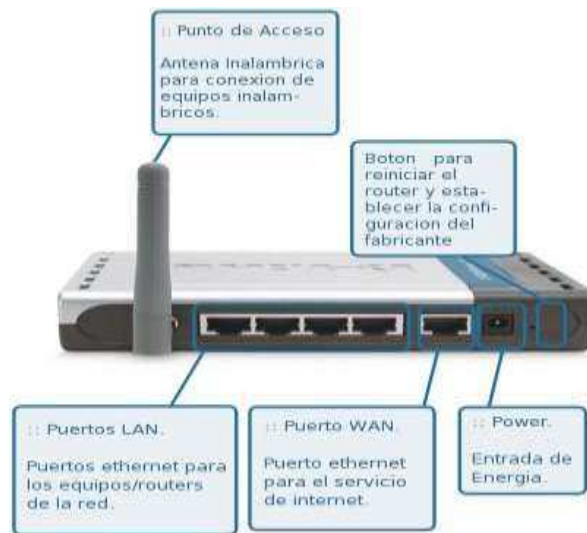 :: Punto de Acceso
Antena Inalambrica
para conexion de
equipos inalam-
bricos.
Boton para
reiniciar el
router y esta-
blecer la confi-
guracion del
fabricante
:: Puertos LAN.
Puertos ethernet para
los equipos/routers
de la red.
:: Puerto WAN.
Puerto ethernet
para el servicio
de internet.
:: Power.
Entrada de
Energia.